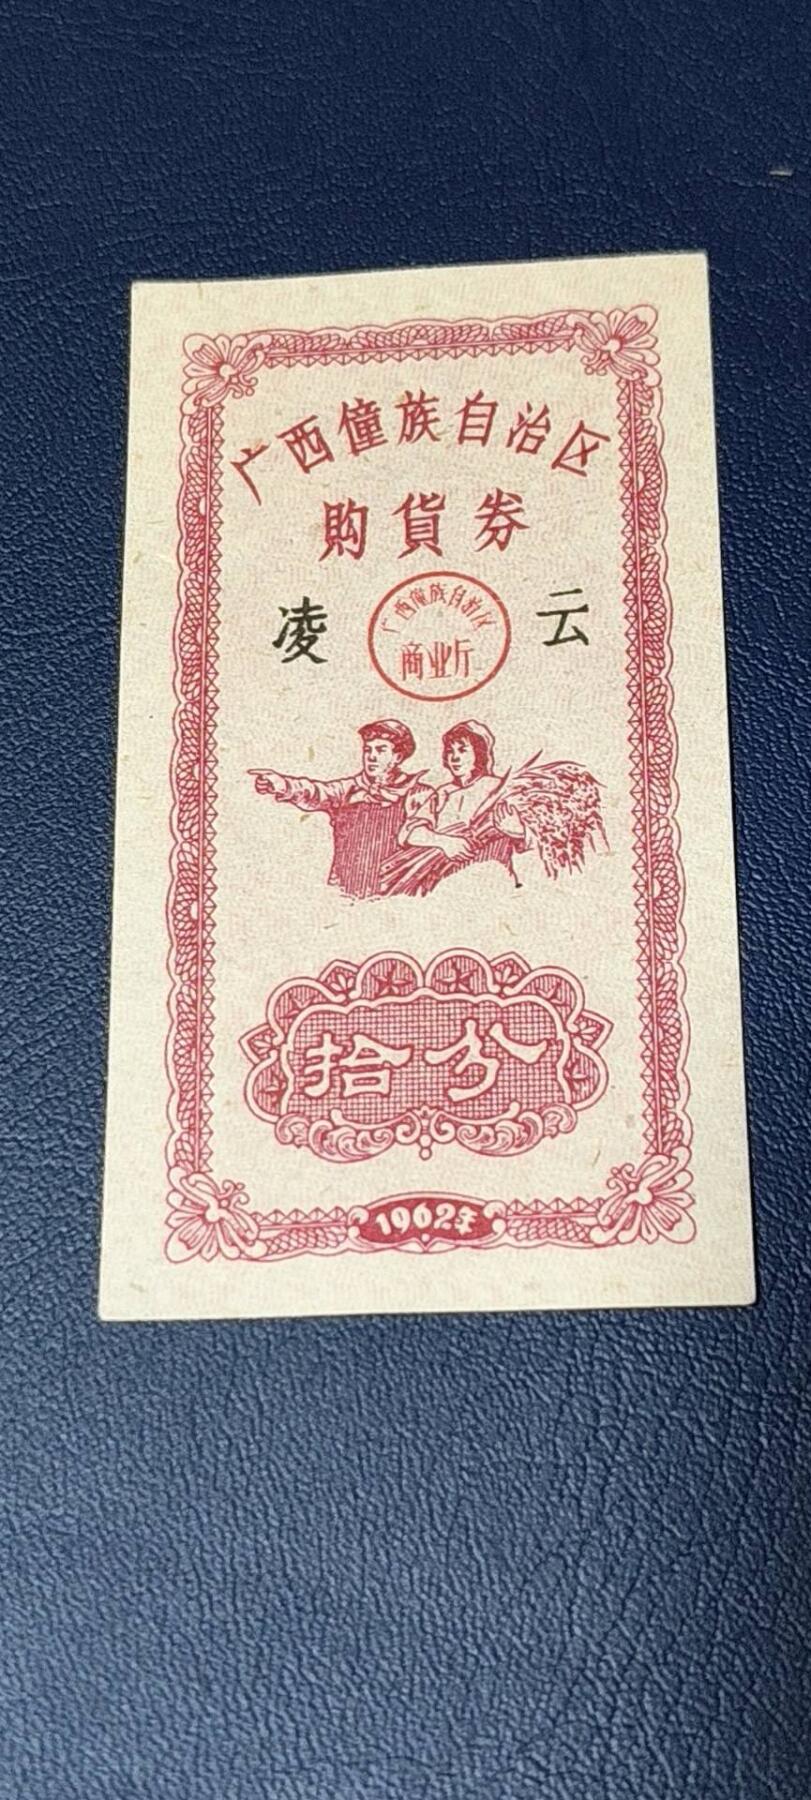 广西僮族自治区
购貨券
凌 云
广西僮族自治区
商业厅
拾分
1962年